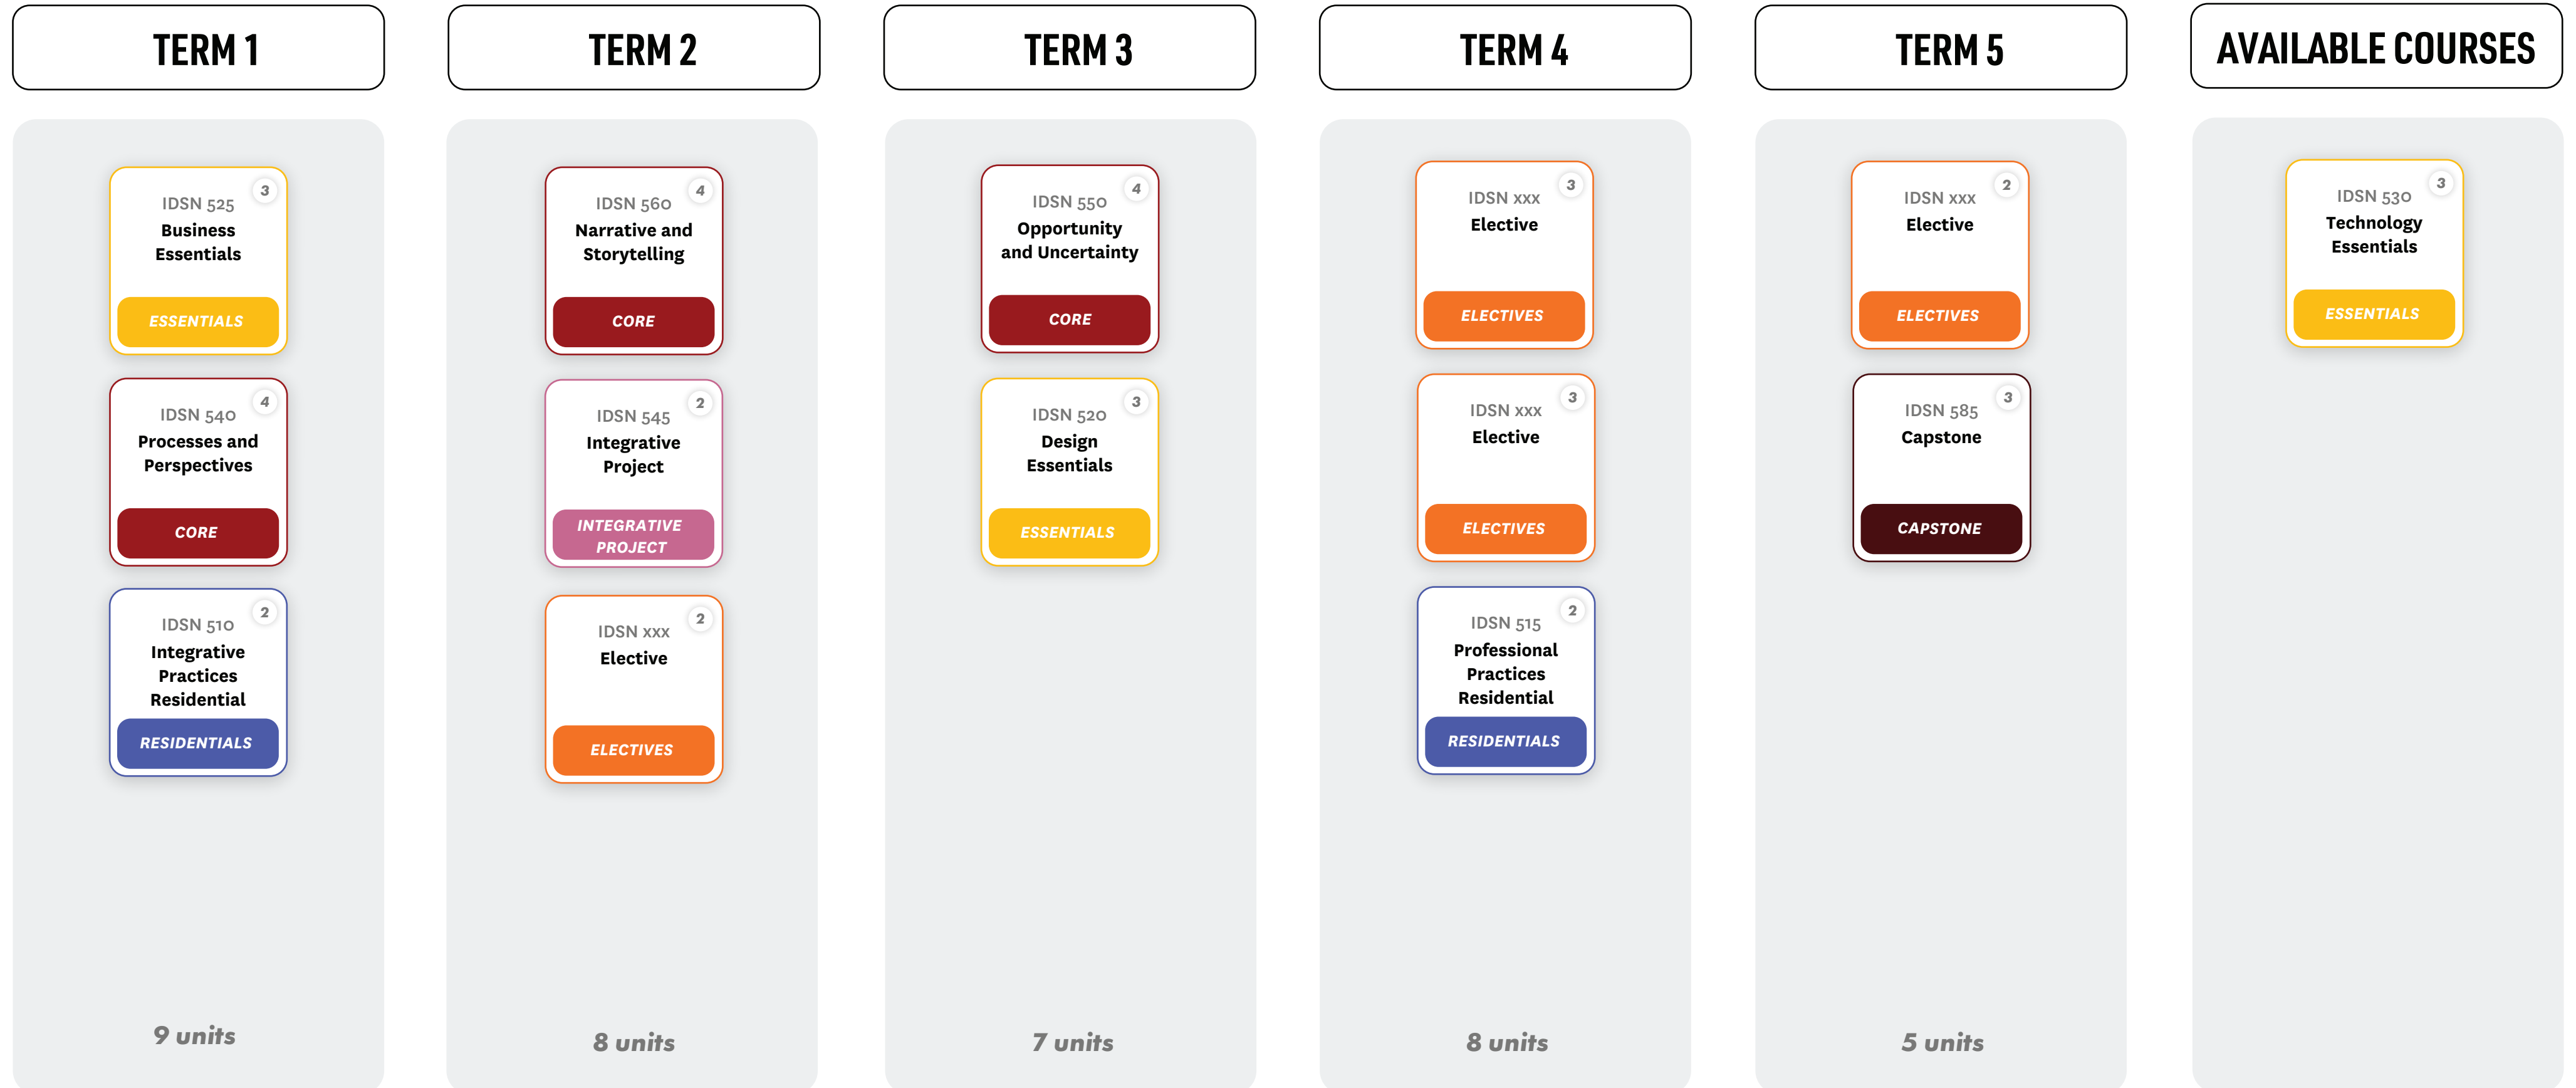 TERM 1
3
IDSN 525
Business
Essentials
ESSENTIALS
4
IDSN 540
Processes and
Perspectives
CORE
2
IDSN 510
Integrative
Practices
Residential
RESIDENTIALS
9 units
TERM 2
4
IDSN 560
Narrative and
Storytelling
CORE
2
IDSN 545
Integrative
Project
INTEGRATIVE
PROJECT
2
IDSN xxx
Elective
ELECTIVES
8 units
TERM 3
4
IDSN 550
Opportunity
and Uncertainty
CORE
3
IDSN 520
Design
Essentials
ESSENTIALS
7 units
TERM 4
3
IDSN xxx
Elective
ELECTIVES
3
IDSN xxx
Elective
ELECTIVES
2
IDSN 515
Professional
Practices
Residential
RESIDENTIALS
8 units
TERM 5
2
IDSN xxx
Elective
ELECTIVES
3
IDSN 585
Capstone
CAPSTONE
5 units
AVAILABLE COURSES
3
IDSN 530
Technology
Essentials
ESSENTIALS